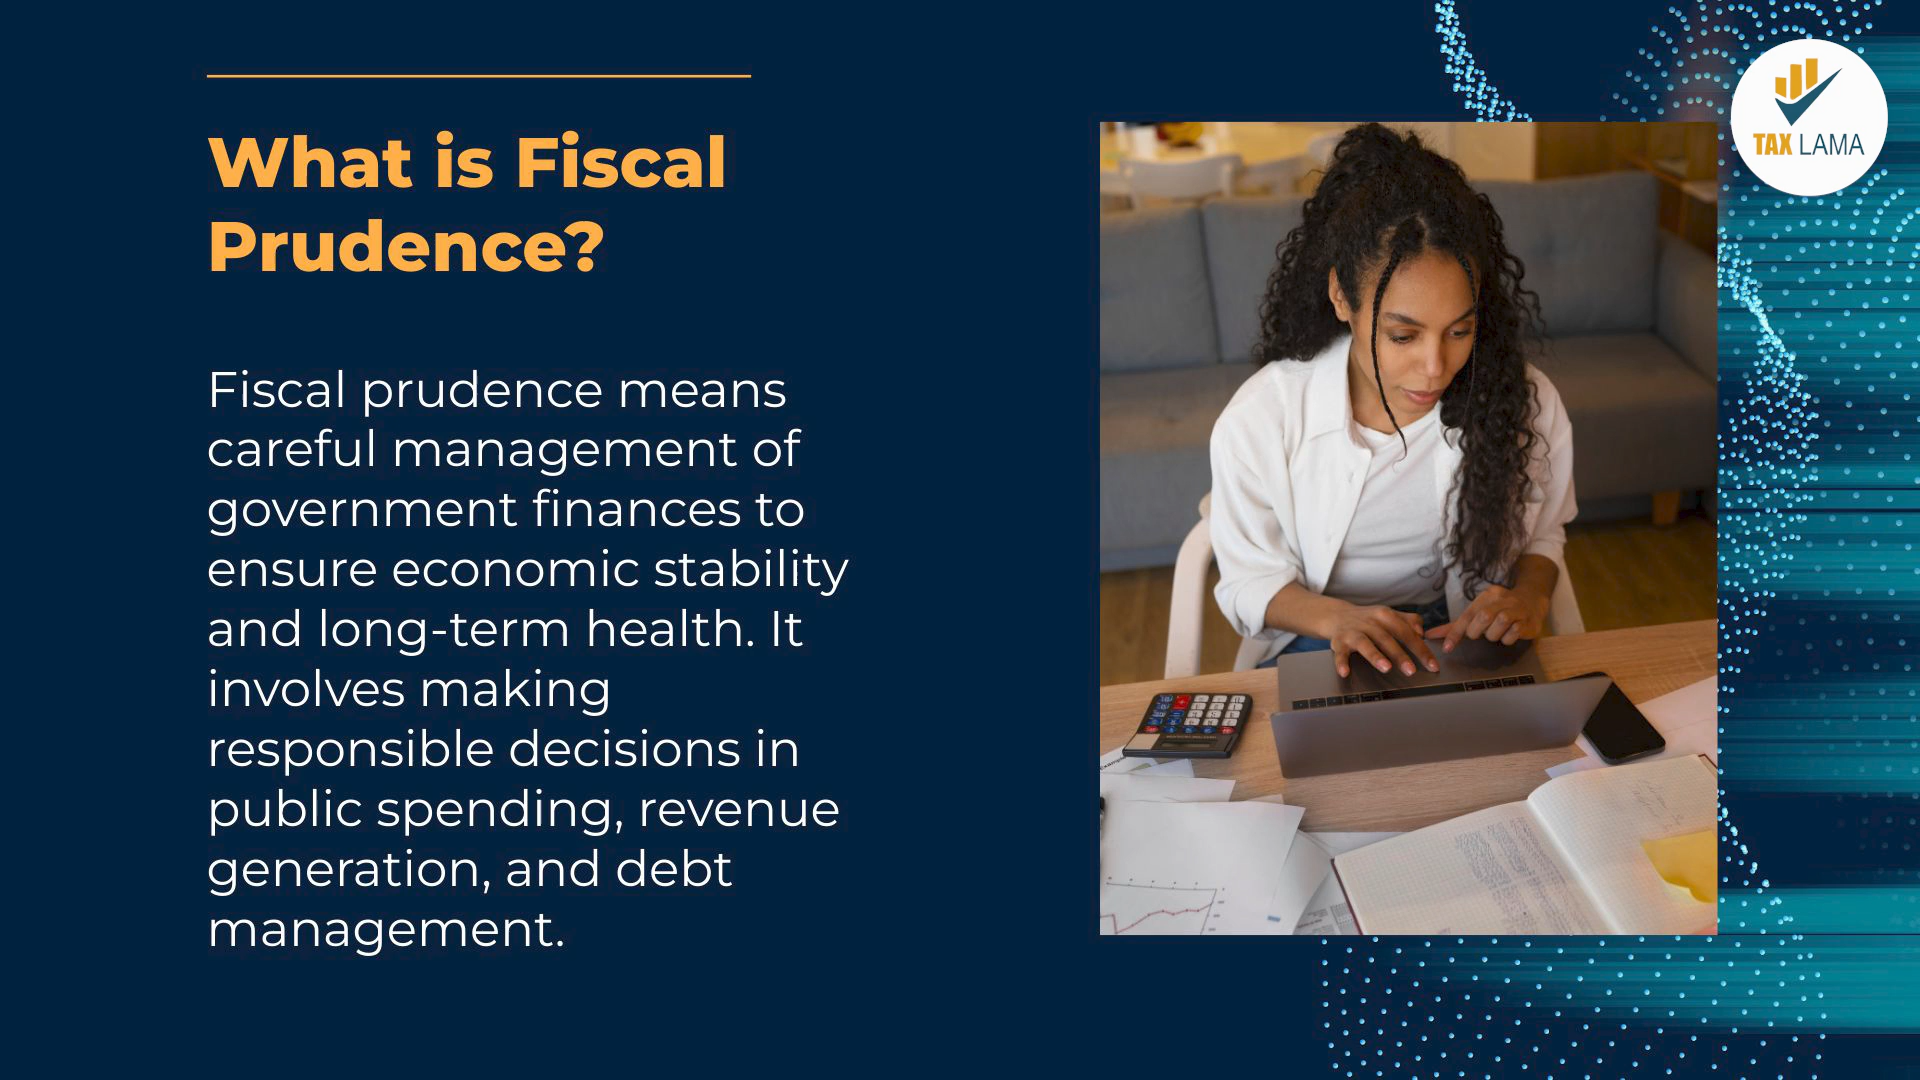 What is Fiscal
Prudence?
Fiscal prudence means
careful management of
government finances to
ensure economic stability
and long-term health. It
involves making
responsible decisions in
public spending, revenue
generation, and debt
management.
TAX LAMA